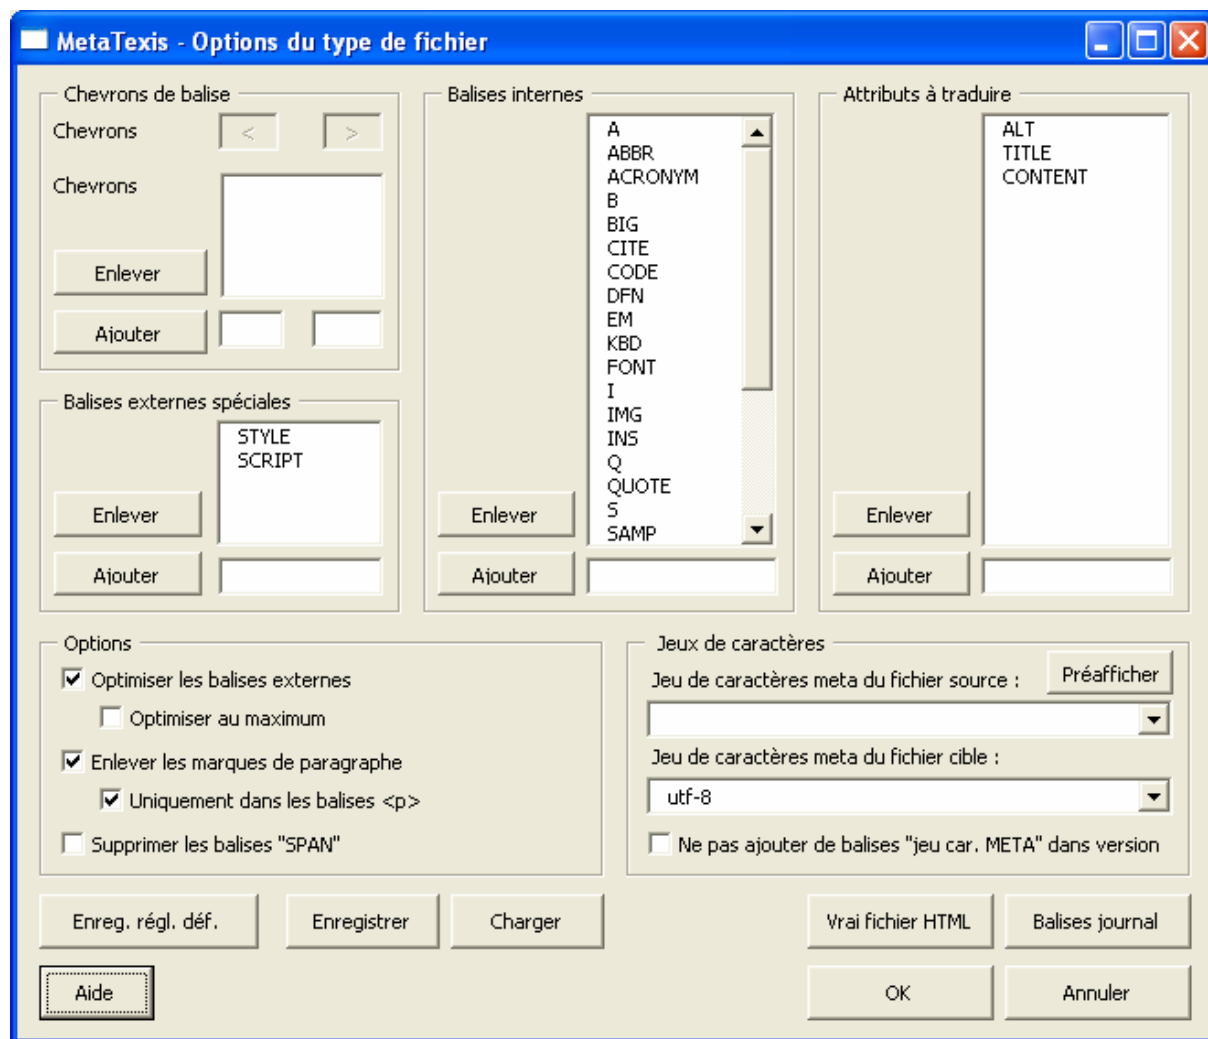 MetaTexis - Options du type de fichier
Chevrons de balise
Chevrons < >
Chevrons
Enlever
Ajouter
Balises externes spéciales
STYLE
SCRIPT
Enlever
Ajouter
Balises internes
A
ABBR
ACRONYM
B
BIG
CITE
CODE
DFN
EM
KBD
FONT
I
IMG
INS
Q
QUOTE
S
SAMP
Enlever
Ajouter
Attributs à traduire
ALT
TITLE
CONTENT
Enlever
Ajouter
Options
Optimiser les balises externes
Optimiser au maximum
Enlever les marques de paragraphe
Uniquement dans les balises <p>
Supprimer les balises "SPAN"
Jeux de caractères
Préafficher
Jeu de caractères meta du fichier source :
Jeu de caractères meta du fichier cible :
utf-8
Ne pas ajouter de balises "jeu car. META" dans version
Enreg. régl. déf.
Enregistrer
Charger
Vrai fichier HTML
Balises journal
Aide
OK
Annuler